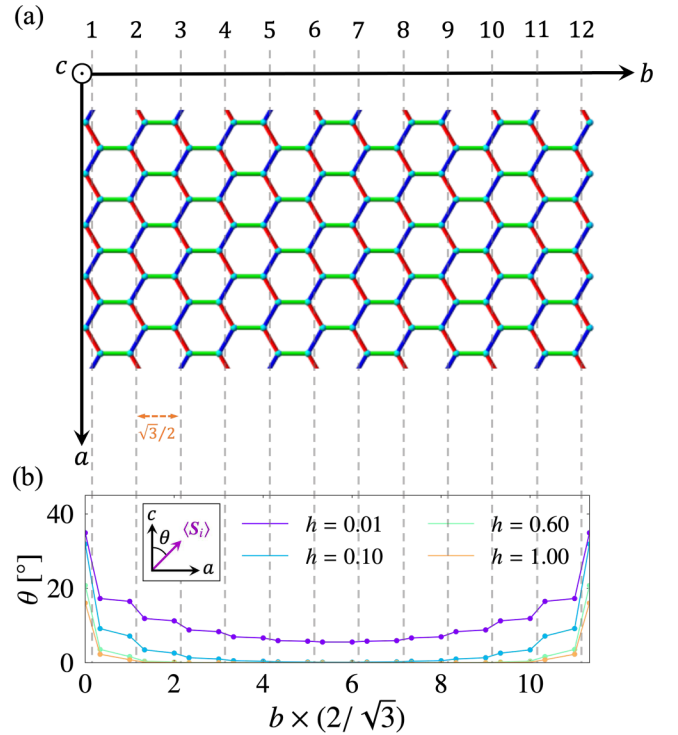 (a)
1 2 3 4 5 6 7 8 9 10 11 12
c
b
√3/2
a
(b)
40
20
0
θ [°]
c
θ ⟨S_i⟩
a
h = 0.01
h = 0.10
h = 0.60
h = 1.00
0 2 4 6 8 10
b × (2/√3)